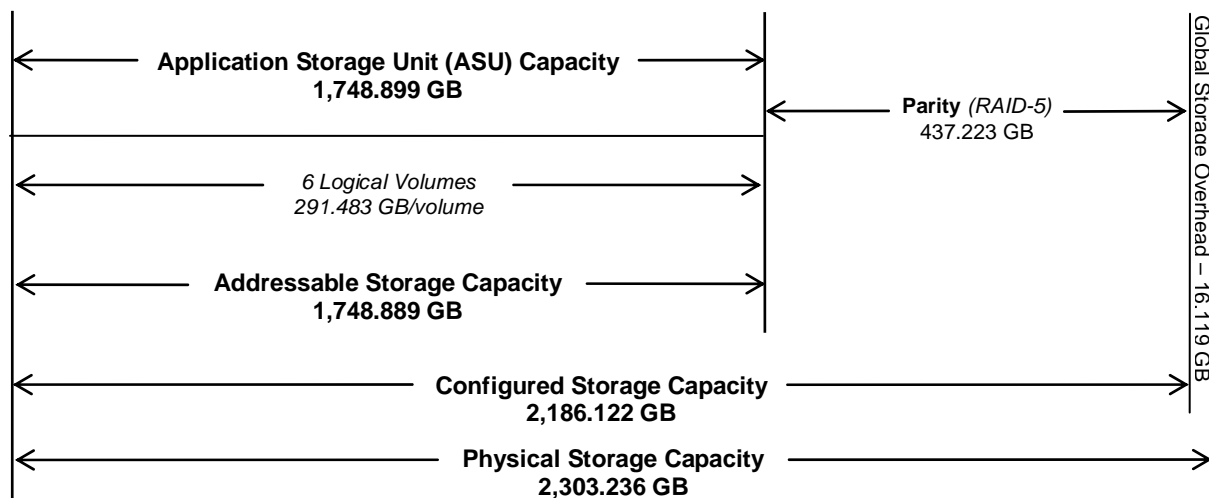 Application Storage Unit (ASU) Capacity
1,748.899 GB
Parity (RAID-5)
437.223 GB
6 Logical Volumes
291.483 GB/volume
Addressable Storage Capacity
1,748.889 GB
Configured Storage Capacity
2,186.122 GB
Physical Storage Capacity
2,303.236 GB
Global Storage Overhead – 16.119 GB